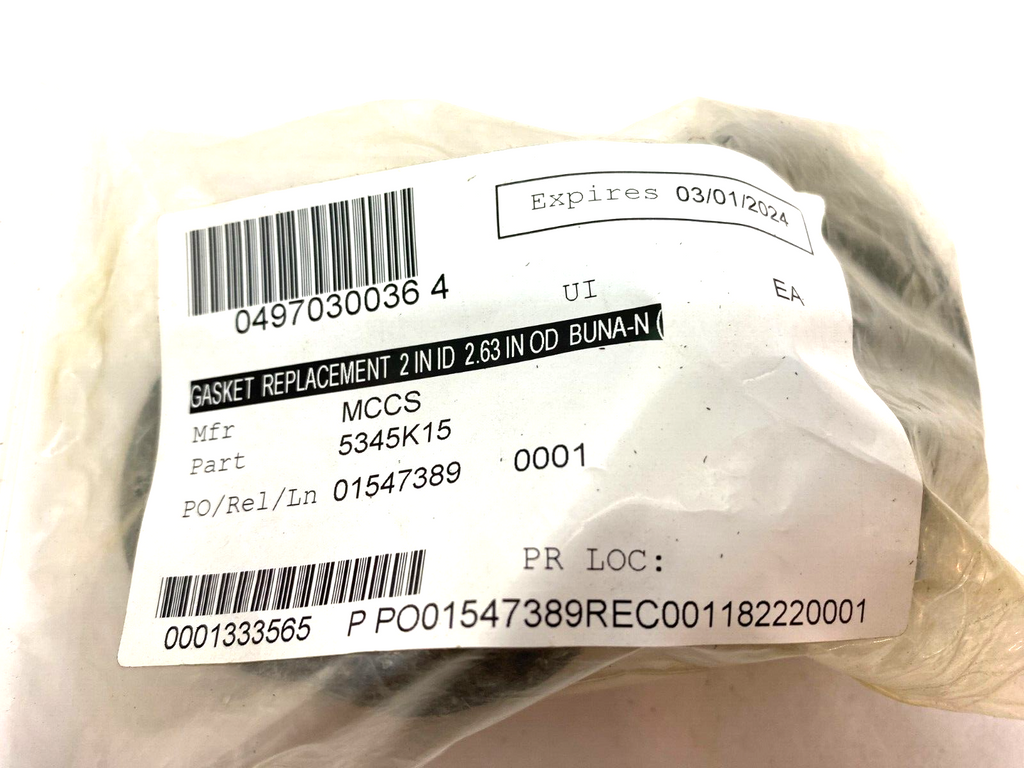 Expires 03/01/2024
0497030036 4
UI EA
GASKET REPLACEMENT 2 IN ID 2.63 IN OD BUNA-N (
Mfr MCCS
Part 5345K15
PO/Rel/Ln 01547389 0001
PR LOC:
0001333565 P PO01547389REC001182220001